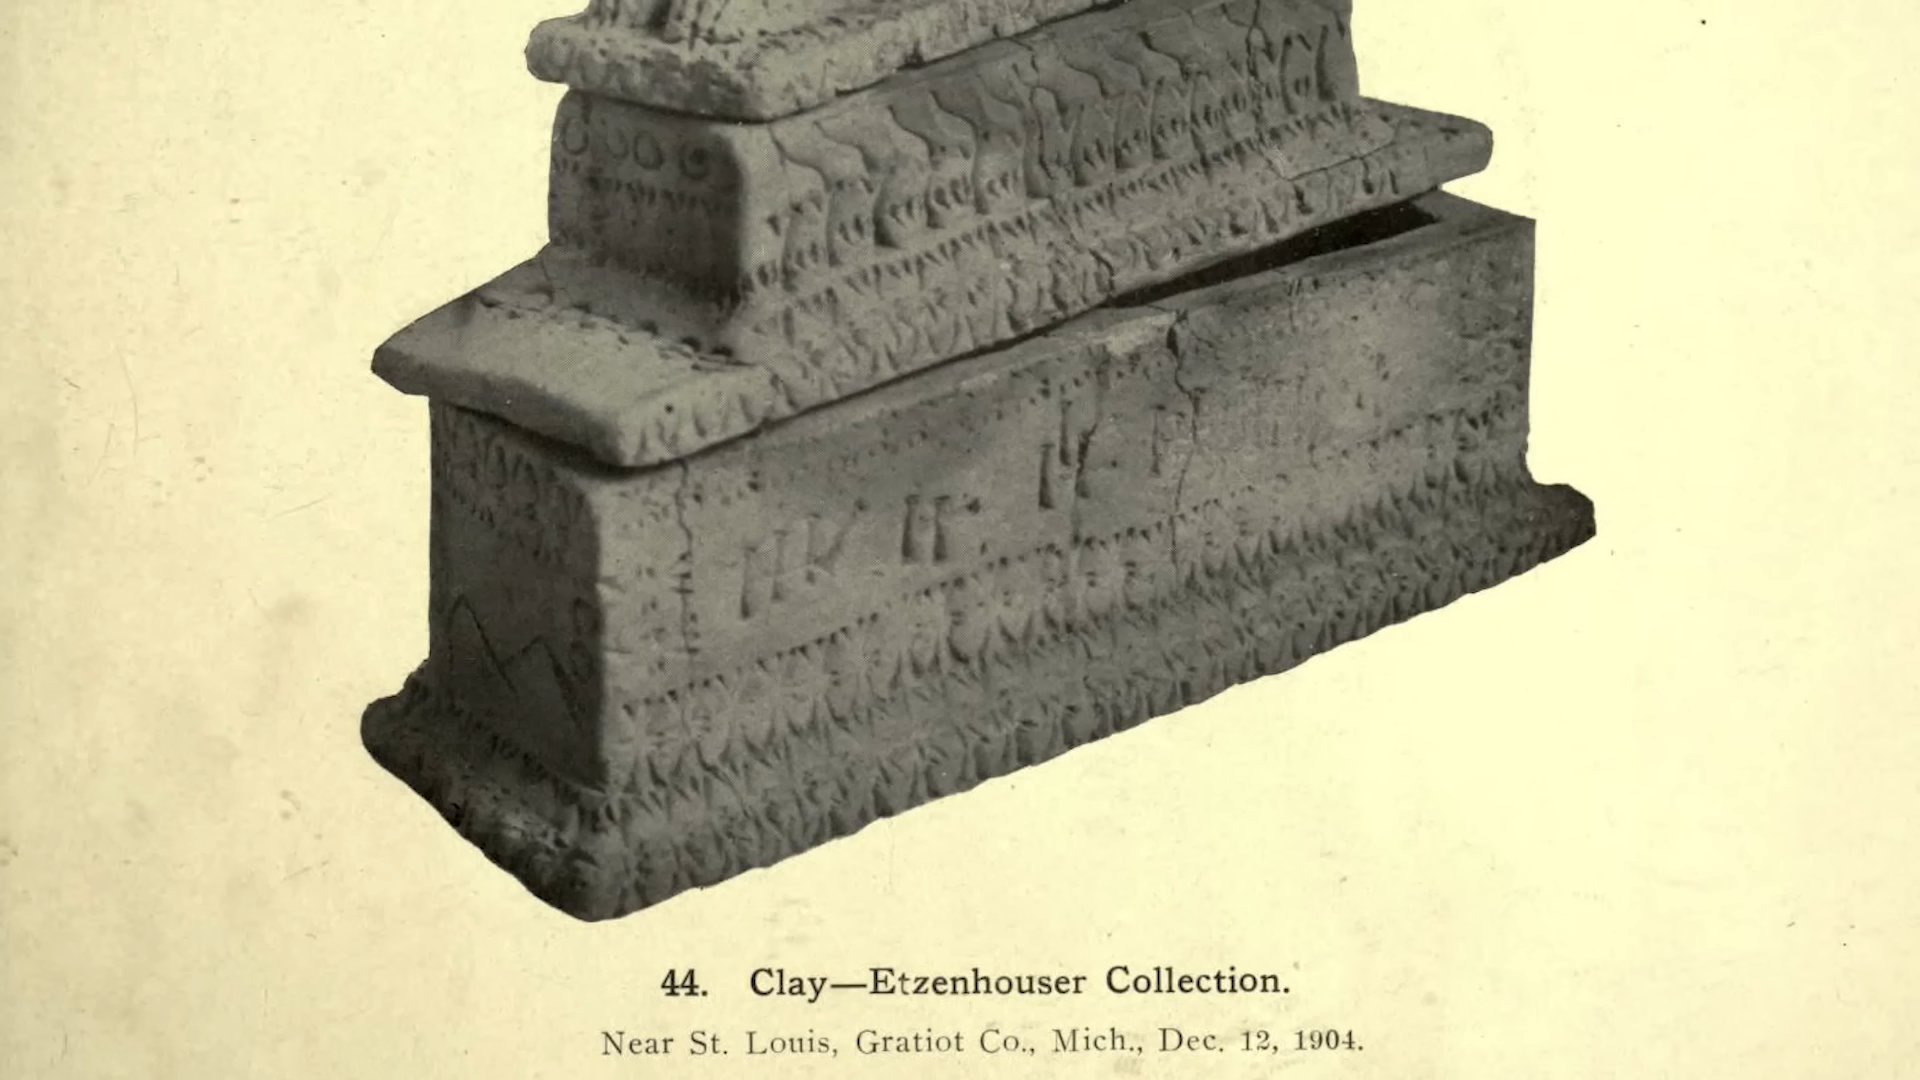 44. Clay—Etzenhouser Collection.
Near St. Louis, Gratiot Co., Mich., Dec. 12, 1904.